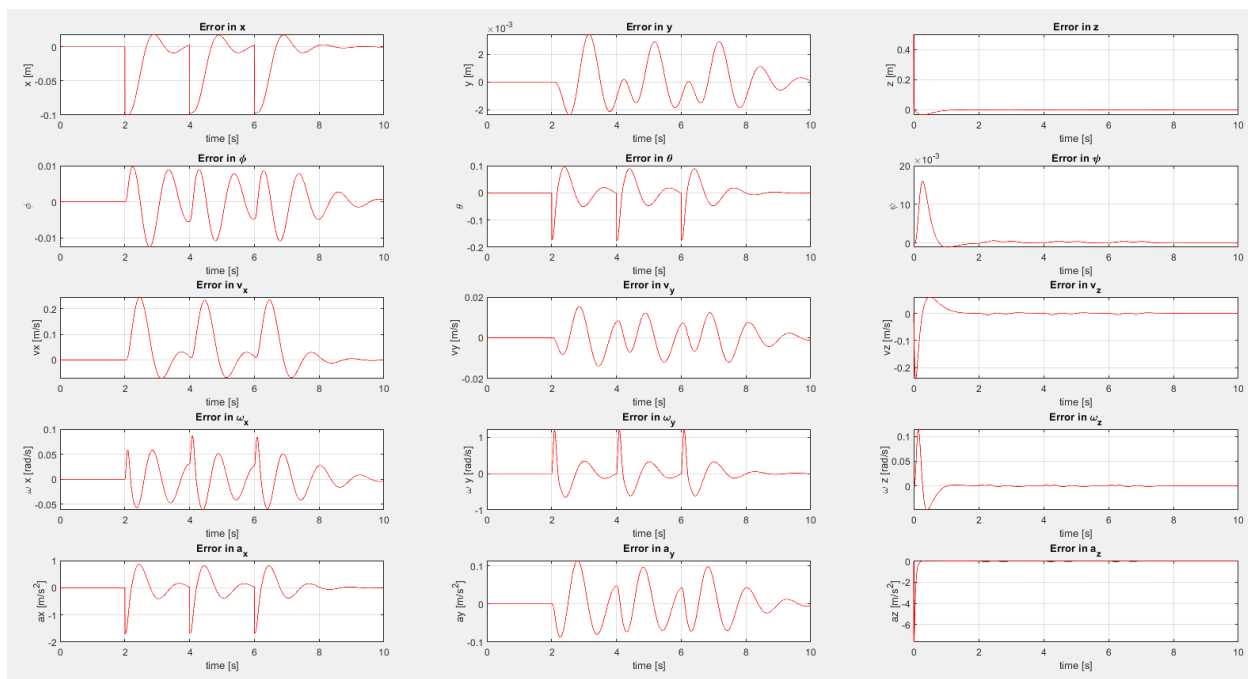 Error in x
Error in y
Error in z
×10⁻³
0
-0.05
-0.1
x [m]
0 2 4 6 8 10
time [s]
2
0
-2
y [m]
0 2 4 6 8 10
time [s]
0.4
0.2
0
z [m]
0 2 4 6 8 10
time [s]
Error in ϕ
Error in θ
Error in ψ
0.01
0
-0.01
ϕ
0 2 4 6 8 10
time [s]
0.1
0
-0.1
-0.2
θ
0 2 4 6 8 10
time [s]
20 ×10⁻³
10
0
ψ
0 2 4 6 8 10
time [s]
Error in vₓ
Error in v_y
Error in v_z
0.2
0.1
0
vx [m/s]
0 2 4 6 8 10
time [s]
0.02
0
-0.02
vy [m/s]
0 2 4 6 8 10
time [s]
0
-0.1
-0.2
vz [m/s]
0 2 4 6 8 10
time [s]
Error in ωₓ
Error in ω_y
Error in ω_z
0.1
0.05
0
-0.05
ω x [rad/s]
0 2 4 6 8 10
time [s]
1
0
-1
ω y [rad/s]
0 2 4 6 8 10
time [s]
0.1
0.05
0
ω z [rad/s]
0 2 4 6 8 10
time [s]
Error in aₓ
Error in a_y
Error in a_z
1
0
-1
-2
ax [m/s²]
0 2 4 6 8 10
time [s]
0.1
0
-0.1
ay [m/s²]
0 2 4 6 8 10
time [s]
0
-2
-4
-6
az [m/s²]
0 2 4 6 8 10
time [s]